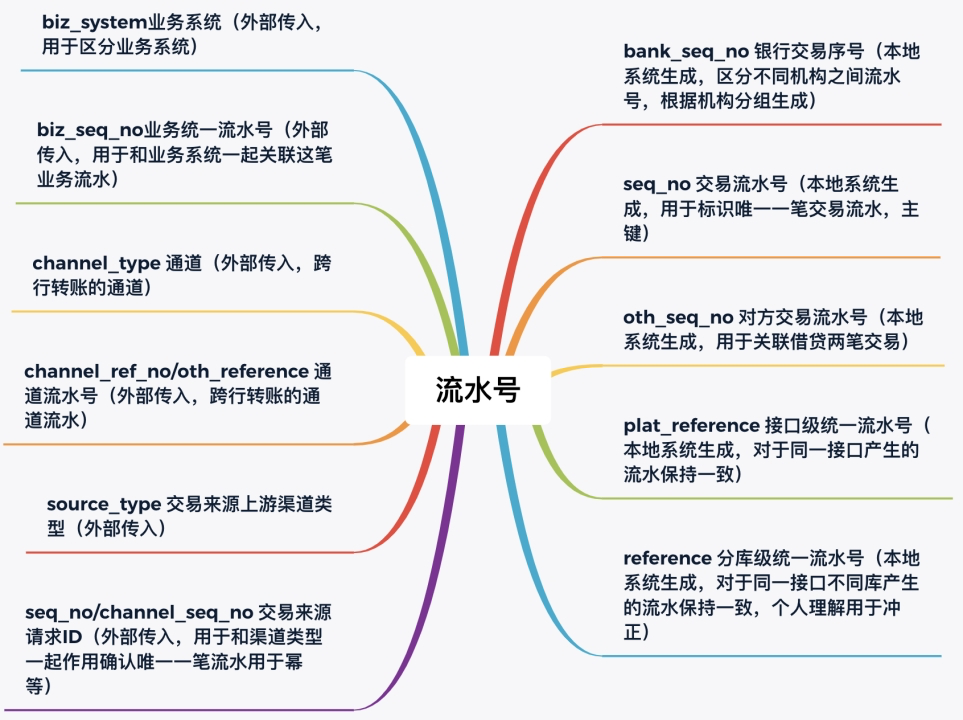 biz_system业务系统（外部传入，
用于区分业务系统）
biz_seq_no业务统一流水号（外部
传入，用于和业务系统一起关联这笔
业务流水）
channel_type 通道（外部传入，跨
行转账的通道）
channel_ref_no/oth_reference 通
道流水号（外部传入，跨行转账的通
道流水）
source_type 交易来源上游渠道类
型（外部传入）
seq_no/channel_seq_no 交易来源
请求ID（外部传入，用于和渠道类型
一起作用确认唯一一笔流水用于幂
等）
流水号
bank_seq_no 银行交易序号（本地
系统生成，区分不同机构之间流水
号，根据机构分组生成）
seq_no 交易流水号（本地系统生
成，用于标识唯一一笔交易流水，主
键）
oth_seq_no 对方交易流水号（本地
系统生成，用于关联借贷两笔交易）
plat_reference 接口级统一流水号（
本地系统生成，对于同一接口产生的
流水保持一致）
reference 分库级统一流水号（本地
系统生成，对于同一接口不同库产生
的流水保持一致，个人理解用于冲
正）